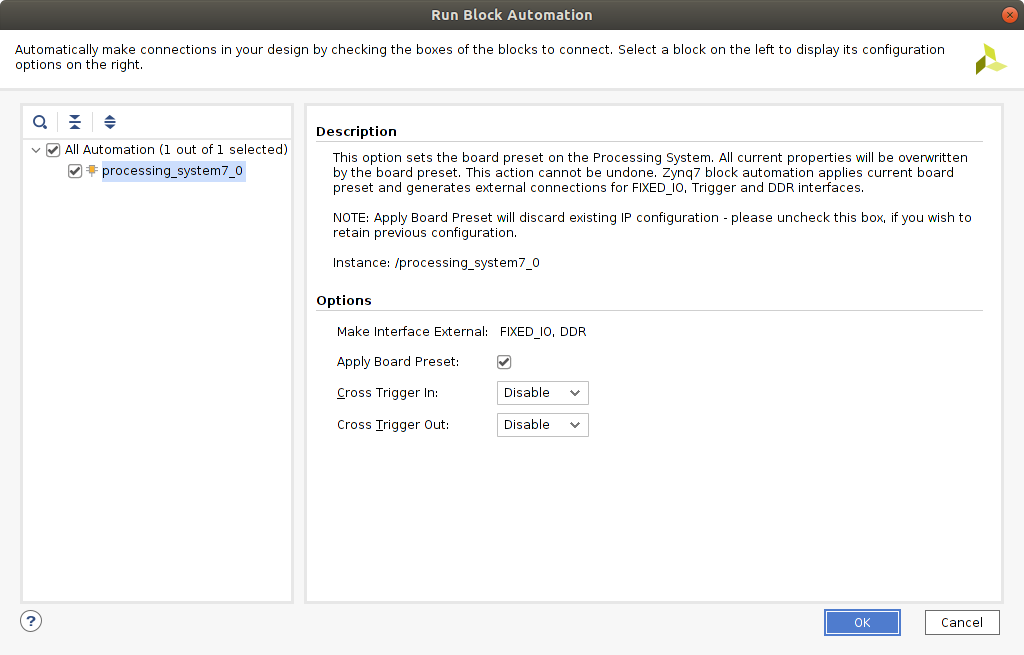 Run Block Automation
Automatically make connections in your design by checking the boxes of the blocks to connect. Select a block on the left to display its configuration
options on the right.
All Automation (1 out of 1 selected)
processing_system7_0
Description
This option sets the board preset on the Processing System. All current properties will be overwritten
by the board preset. This action cannot be undone. Zynq7 block automation applies current board
preset and generates external connections for FIXED_IO, Trigger and DDR interfaces.
NOTE: Apply Board Preset will discard existing IP configuration - please uncheck this box, if you wish to
retain previous configuration.
Instance: /processing_system7_0
Options
Make Interface External: FIXED_IO, DDR
Apply Board Preset:
Cross Trigger In: Disable
Cross Trigger Out: Disable
?
OK
Cancel